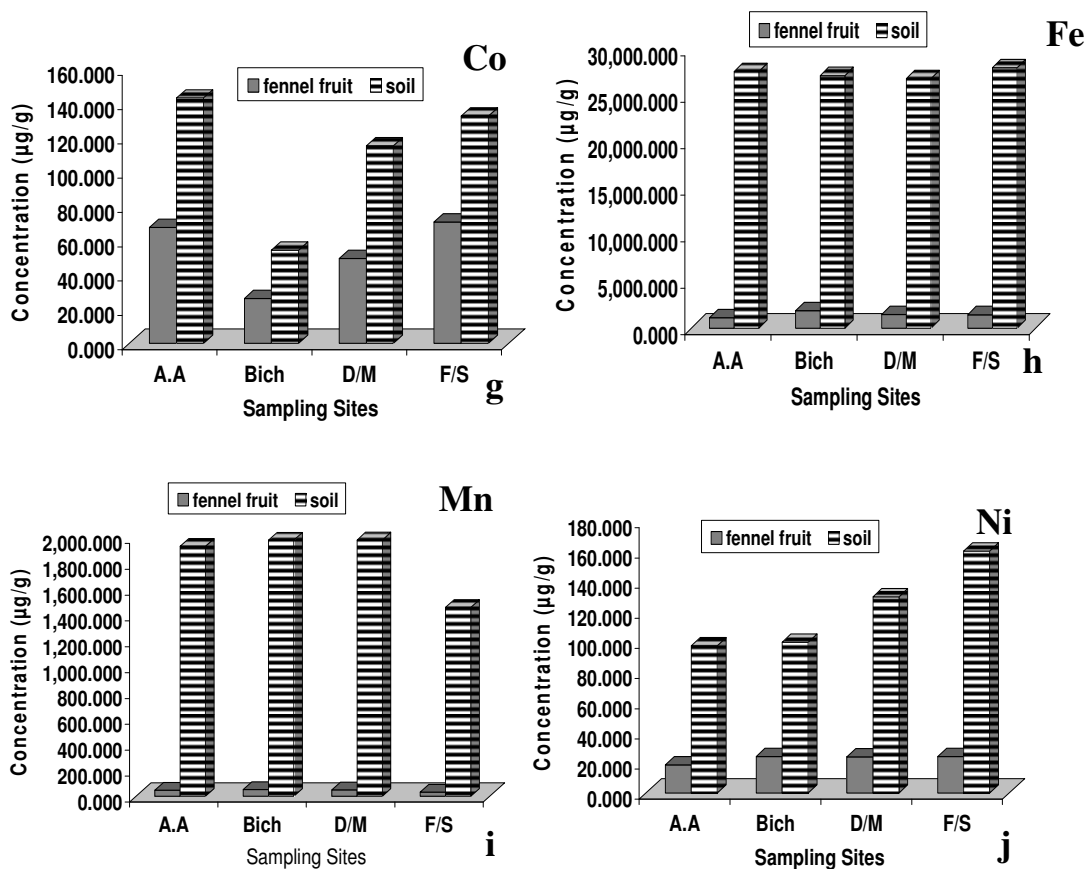 Co
fennel fruit soil
Concentration (µg/g)
160.000
140.000
120.000
100.000
80.000
60.000
40.000
20.000
0.000
A.A Bich D/M F/S
Sampling Sites
g
Fe
fennel fruit soil
Concentration (µg/g)
30,000.000
25,000.000
20,000.000
15,000.000
10,000.000
5,000.000
0.000
A.A Bich D/M F/S
Sampling Sites
h
Mn
fennel fruit soil
Concentration (µg/g)
2,000.000
1,800.000
1,600.000
1,400.000
1,200.000
1,000.000
800.000
600.000
400.000
200.000
0.000
A.A Bich D/M F/S
Sampling Sites
i
Ni
fennel fruit soil
Concentration (µg/g)
180.000
160.000
140.000
120.000
100.000
80.000
60.000
40.000
20.000
0.000
A.A Bich D/M F/S
Sampling Sites
j